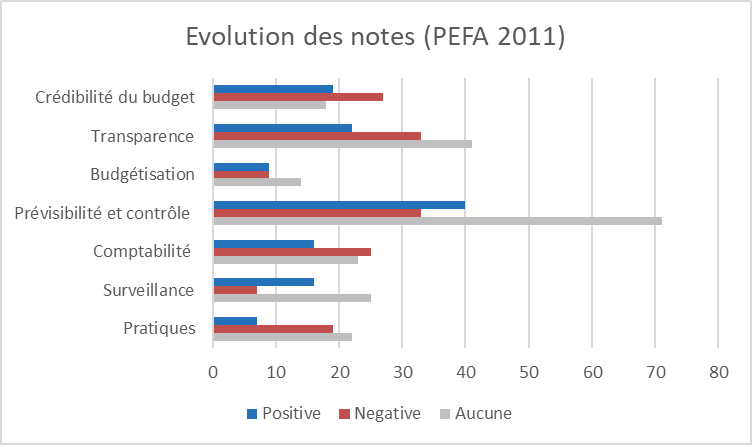 Evolution des notes (PEFA 2011)
Crédibilité du budget
Transparence
Budgétisation
Prévisibilité et contrôle
Comptabilité
Surveillance
Pratiques
0 10 20 30 40 50 60 70 80
Positive Negative Aucune